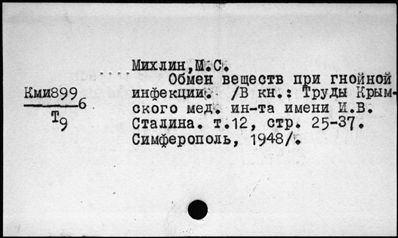 Михлин,М.С.
Обмен веществ при гнойной
Кми899 инфекции. /В кн.: Труды Крым-
6 ского мед. ин-та имени И.В.
Т9 Сталина. т.12, стр. 25-37.
Симферополь, 1948/.